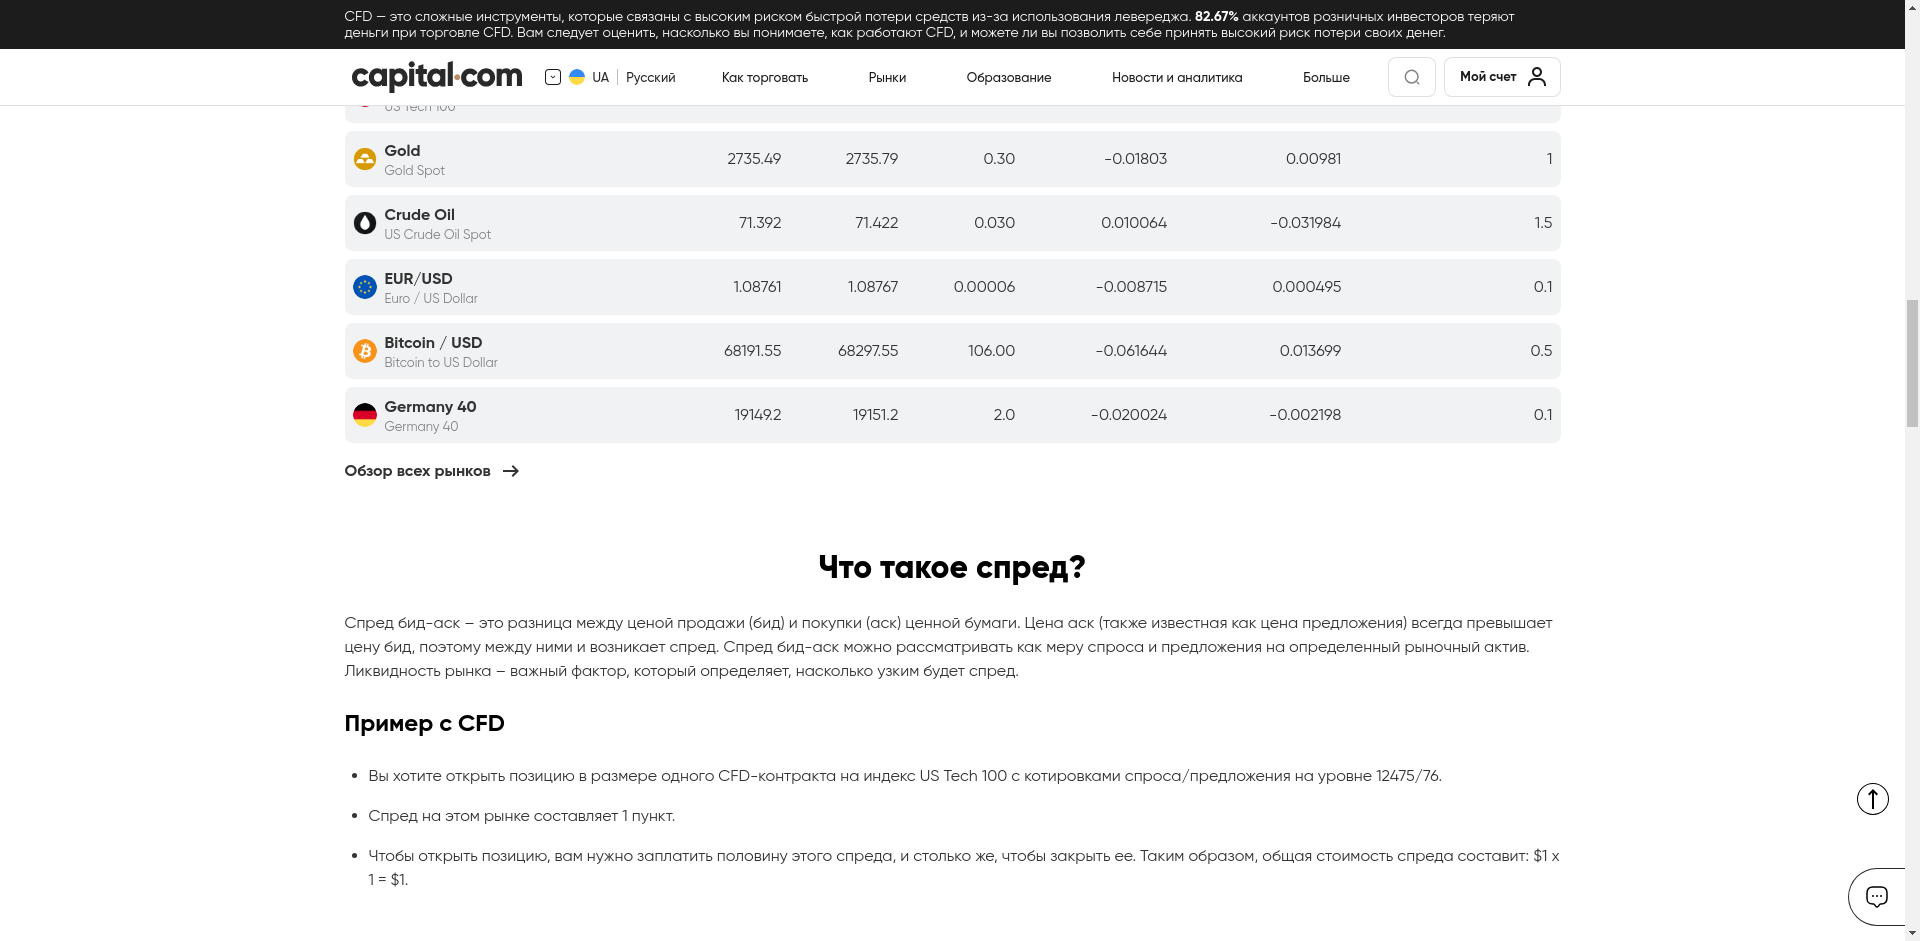 CFD — это сложные инструменты, которые связаны с высоким риском быстрой потери средств из-за использования левереджа. 82.67% аккаунтов розничных инвесторов теряют
деньги при торговле CFD. Вам следует оценить, насколько вы понимаете, как работают CFD, и можете ли вы позволить себе принять высокий риск потери своих денег.
capital.com UA Русский Как торговать Рынки Образование Новости и аналитика Больше Мой счет
US Tech 100
Gold
Gold Spot
2735.49 2735.79 0.30 -0.01803 0.00981 1
Crude Oil
US Crude Oil Spot
71.392 71.422 0.030 0.010064 -0.031984 1.5
EUR/USD
Euro / US Dollar
1.08761 1.08767 0.00006 -0.008715 0.000495 0.1
Bitcoin / USD
Bitcoin to US Dollar
68191.55 68297.55 106.00 -0.061644 0.013699 0.5
Germany 40
Germany 40
19149.2 19151.2 2.0 -0.020024 -0.002198 0.1
Обзор всех рынков
Что такое спред?
Спред бид-аск – это разница между ценой продажи (бид) и покупки (аск) ценной бумаги. Цена аск (также известная как цена предложения) всегда превышает
цену бид, поэтому между ними и возникает спред. Спред бид-аск можно рассматривать как меру спроса и предложения на определенный рыночный актив.
Ликвидность рынка – важный фактор, который определяет, насколько узким будет спред.
Пример с CFD
• Вы хотите открыть позицию в размере одного CFD-контракта на индекс US Tech 100 с котировками спроса/предложения на уровне 12475/76.
• Спред на этом рынке составляет 1 пункт.
• Чтобы открыть позицию, вам нужно заплатить половину этого спреда, и столько же, чтобы закрыть ее. Таким образом, общая стоимость спреда составит: $1 x
1 = $1.